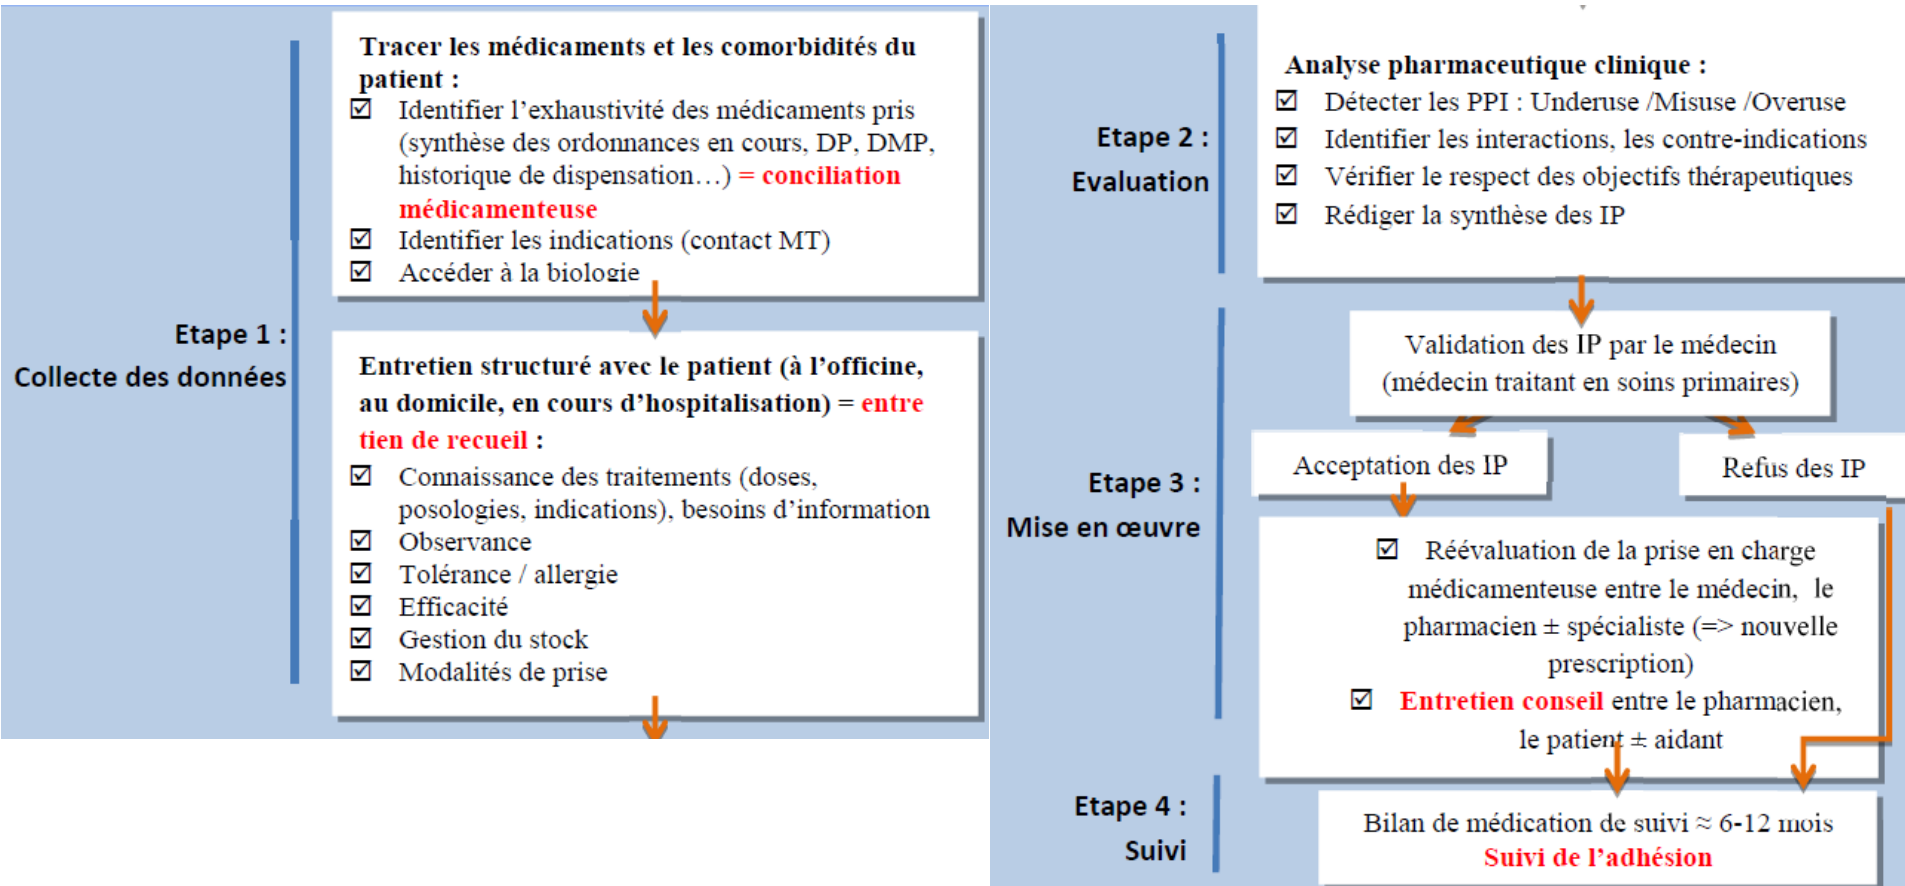 Etape 1 :
Collecte des données
Tracer les médicaments et les comorbidités du
patient :
☑ Identifier l’exhaustivité des médicaments pris
(synthèse des ordonnances en cours, DP, DMP,
historique de dispensation…) = conciliation
médicamenteuse
☑ Identifier les indications (contact MT)
☑ Accéder à la biologie
Entretien structuré avec le patient (à l’officine,
au domicile, en cours d’hospitalisation) = entre
tien de recueil :
☑ Connaissance des traitements (doses,
posologies, indications), besoins d’information
☑ Observance
☑ Tolérance / allergie
☑ Efficacité
☑ Gestion du stock
☑ Modalités de prise
Etape 2 :
Evaluation
Analyse pharmaceutique clinique :
☑ Détecter les PPI : Underuse /Misuse /Overuse
☑ Identifier les interactions, les contre-indications
☑ Vérifier le respect des objectifs thérapeutiques
☑ Rédiger la synthèse des IP
Etape 3 :
Mise en œuvre
Validation des IP par le médecin
(médecin traitant en soins primaires)
Acceptation des IP
Refus des IP
☑ Réévaluation de la prise en charge
médicamenteuse entre le médecin, le
pharmacien ± spécialiste (=> nouvelle
prescription)
☑ Entretien conseil entre le pharmacien,
le patient ± aidant
Etape 4 :
Suivi
Bilan de médication de suivi ≈ 6-12 mois
Suivi de l’adhésion